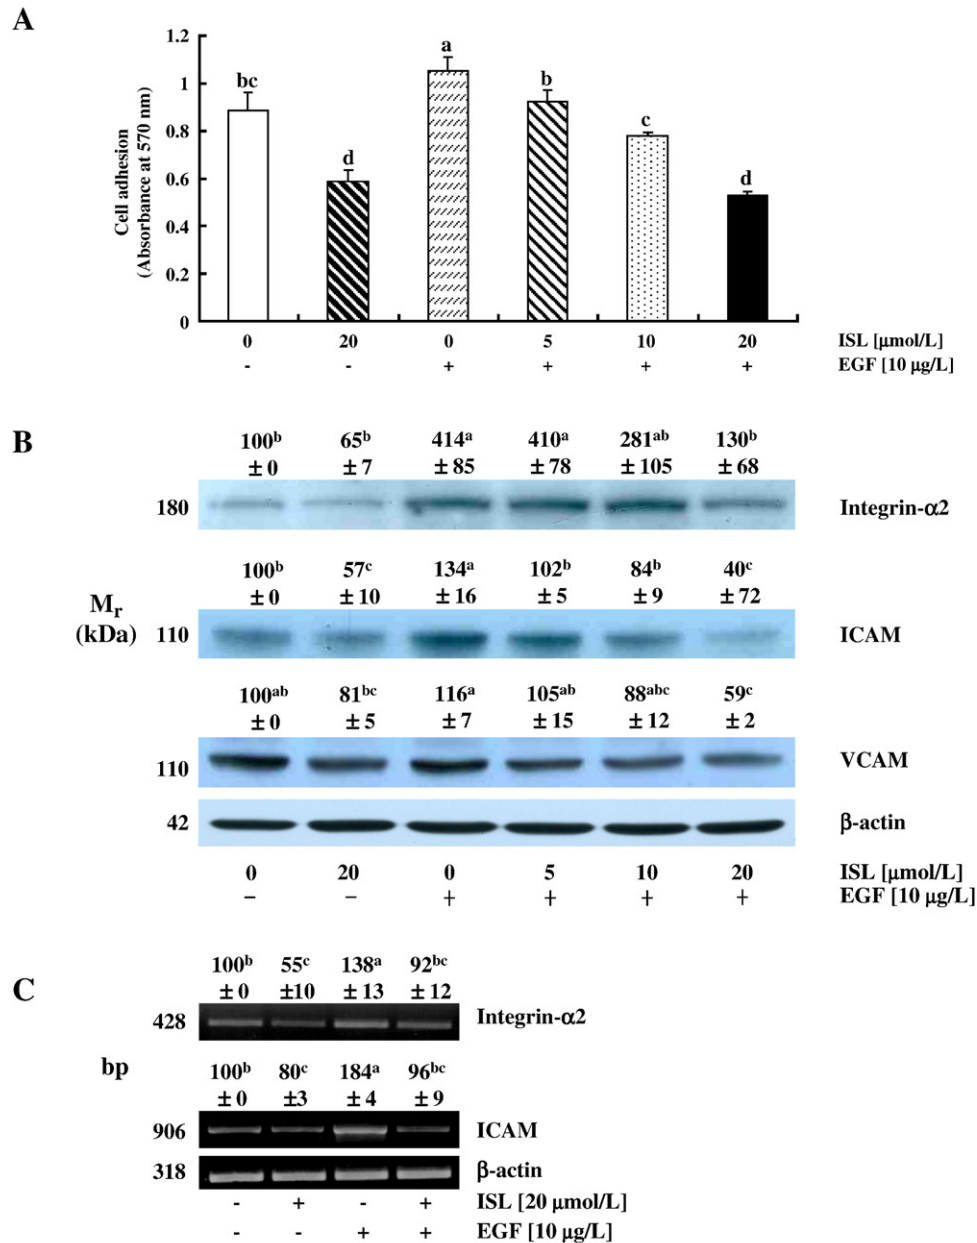 A
1.2
1
0.8
0.6
0.4
0.2
0
Cell adhesion
(Absorbance at 570 nm)
bc
d
a
b
c
d
0 20 0 5 10 20 ISL [μmol/L]
- - + + + + EGF [10 μg/L]
B
100ᵇ 65ᵇ 414ᵃ 410ᵃ 281ᵃᵇ 130ᵇ
± 0 ± 7 ± 85 ± 78 ± 105 ± 68
180 Integrin-α2
100ᵇ 57ᶜ 134ᵃ 102ᵇ 84ᵇ 40ᶜ
± 0 ± 10 ± 16 ± 5 ± 9 ± 72
Mᵣ
(kDa)
110 ICAM
100ᵃᵇ 81ᵇᶜ 116ᵃ 105ᵃᵇ 88ᵃᵇᶜ 59ᶜ
± 0 ± 5 ± 7 ± 15 ± 12 ± 2
110 VCAM
42 β-actin
0 20 0 5 10 20 ISL [μmol/L]
– – + + + + EGF [10 μg/L]
C
100ᵇ 55ᶜ 138ᵃ 92ᵇᶜ
± 0 ±10 ± 13 ± 12
428 Integrin-α2
bp
100ᵇ 80ᶜ 184ᵃ 96ᵇᶜ
± 0 ±3 ± 4 ± 9
906 ICAM
318 β-actin
- + - + ISL [20 μmol/L]
- - + + EGF [10 μg/L]